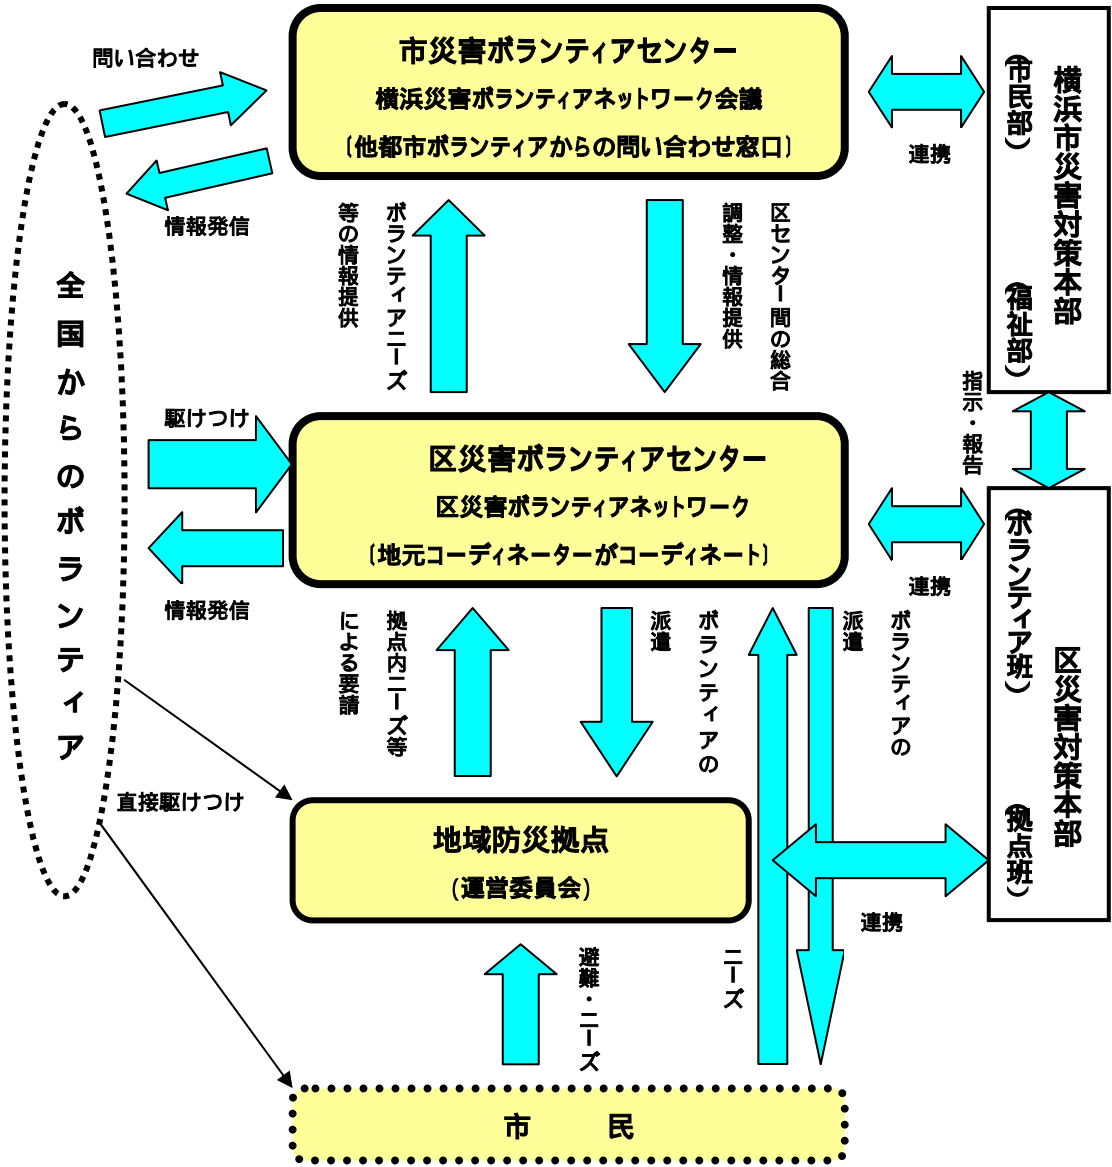 問い合わせ
市災害ボランティアセンター
横浜災害ボランティアネットワーク会議
(他都市ボランティアからの問い合わせ窓口)
連携
横浜市災害対策本部
(市民部)
(福祉部)
情報発信
全国からのボランティア
ボランティアニーズ
等の情報提供
区センター間の総合
調整・情報提供
指示・報告
駆けつけ
区災害ボランティアセンター
区災害ボランティアネットワーク
(地元コーディネーターがコーディネート)
連携
区災害対策本部
(ボランティア班)
(拠点班)
情報発信
拠点内ニーズ等
による要請
ボランティアの
派遣
ボランティアの
派遣
直接駆けつけ
地域防災拠点
(運営委員会)
連携
避難・ニーズ
ニーズ
市 民